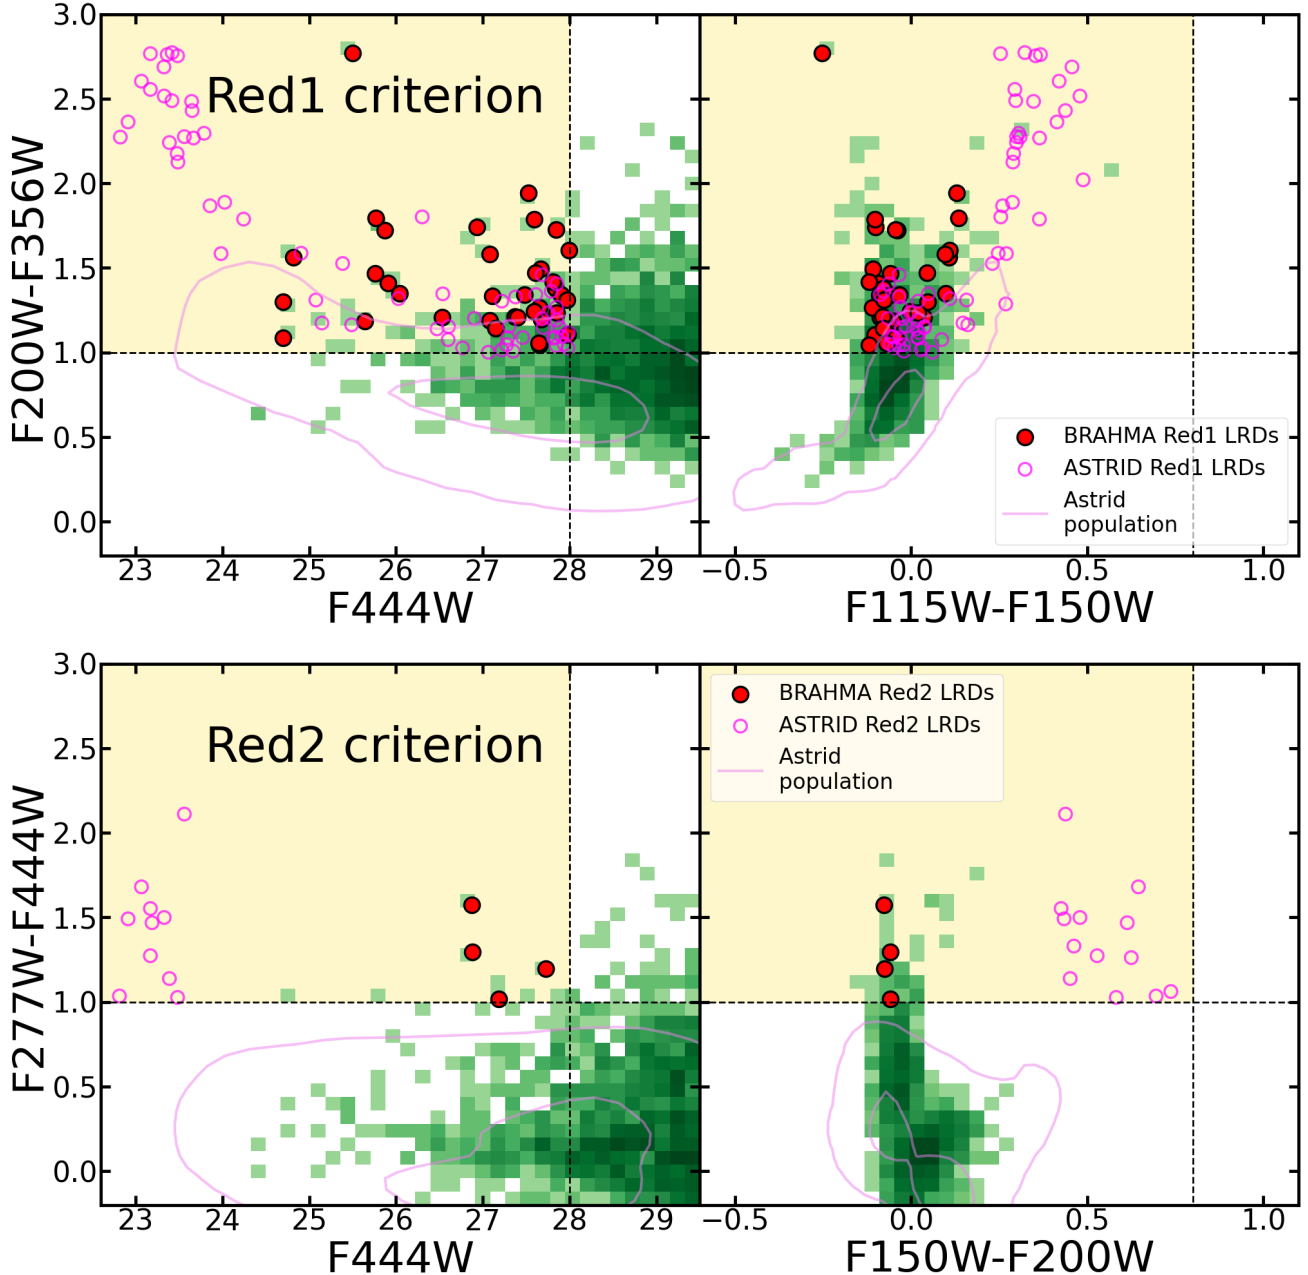 3.0
2.5
2.0
1.5
1.0
0.5
0.0
F200W-F356W
Red1 criterion
23 24 25 26 27 28 29
F444W
BRAHMA Red1 LRDs
ASTRID Red1 LRDs
Astrid
population
−0.5 0.0 0.5 1.0
F115W-F150W
3.0
2.5
2.0
1.5
1.0
0.5
0.0
F277W-F444W
Red2 criterion
23 24 25 26 27 28 29
F444W
BRAHMA Red2 LRDs
ASTRID Red2 LRDs
Astrid
population
−0.5 0.0 0.5 1.0
F150W-F200W